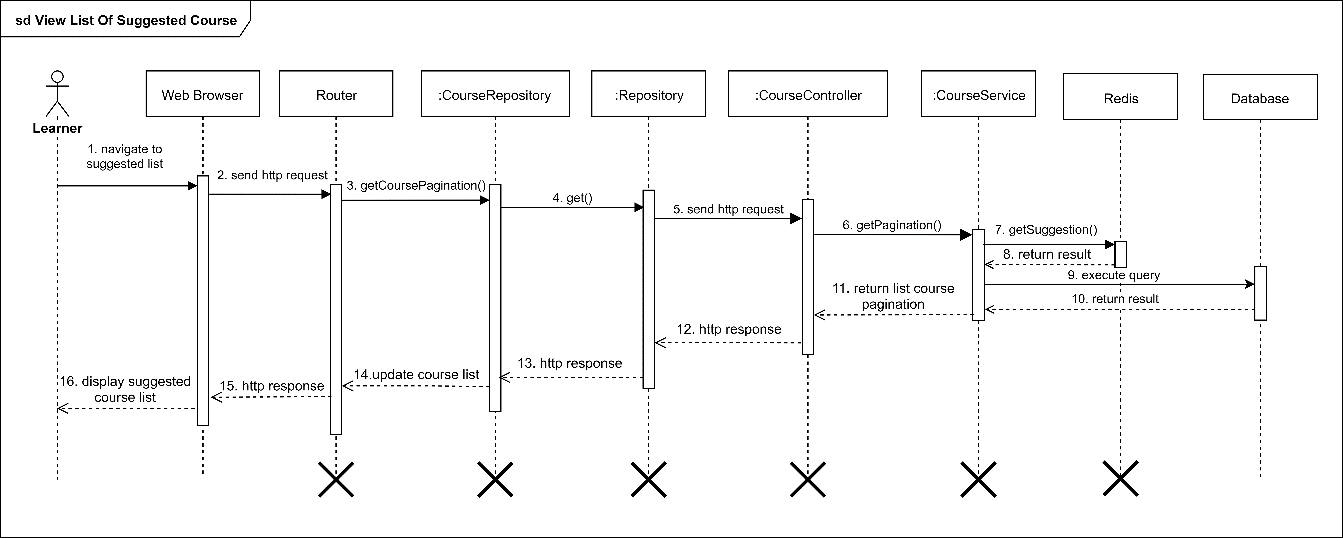 sd View List Of Suggested Course
Web Browser
Router
:CourseRepository
:Repository
:CourseController
:CourseService
Redis
Database
Learner
1. navigate to
suggested list
2. send http request
3. getCoursePagination()
4. get()
5. send http request
6. getPagination()
7. getSuggestion()
8. return result
9. execute query
10. return result
11. return list course
pagination
12. http response
13. http response
14.update course list
15. http response
16. display suggested
course list